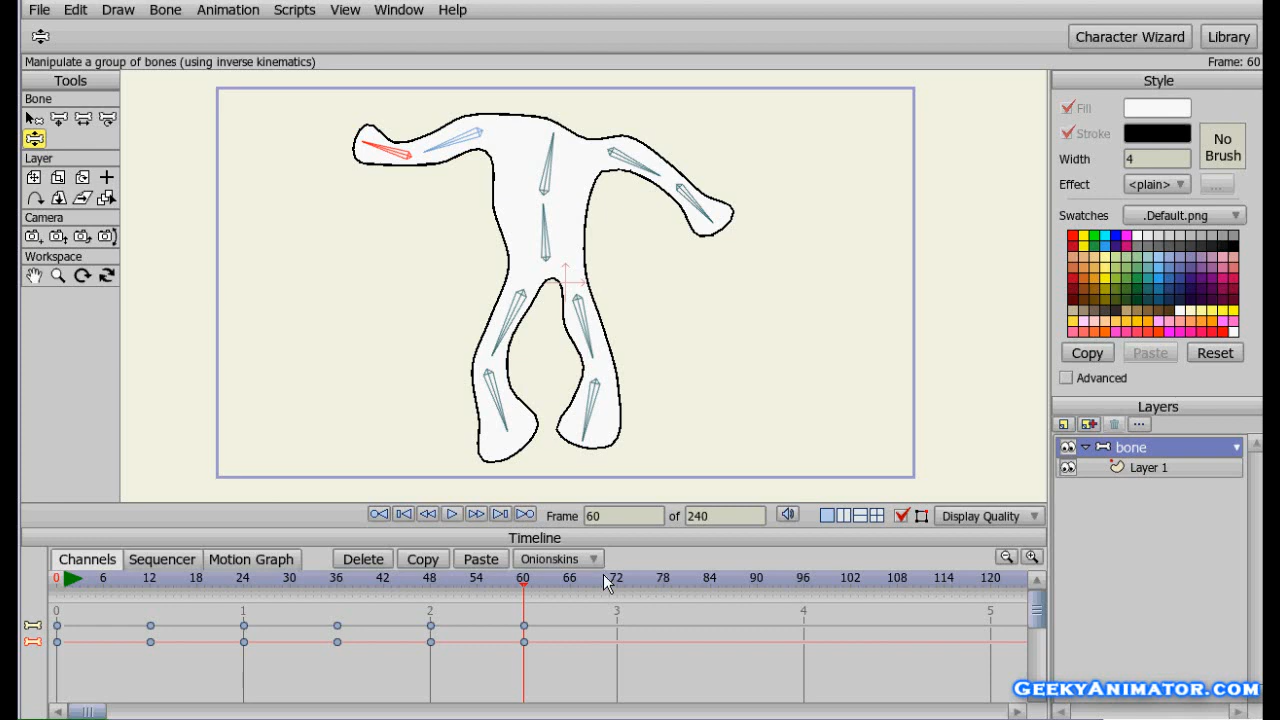 File Edit Draw Bone Animation Scripts View Window Help
Character Wizard Library
Manipulate a group of bones (using inverse kinematics) Frame: 60
Tools
Bone
Layer
Camera
Workspace
Style
Fill
Stroke
No
Brush
Width 4
Effect <plain> ...
Swatches .Default.png
Copy Paste Reset
Advanced
Layers
bone
Layer 1
Frame 60 of 240 Display Quality
Timeline
Channels Sequencer Motion Graph Delete Copy Paste Onionskins
0 6 12 18 24 30 36 42 48 54 60 66 72 78 84 90 96 102 108 114 120
0 1 2 3 4 5
GeekyAnimator.com